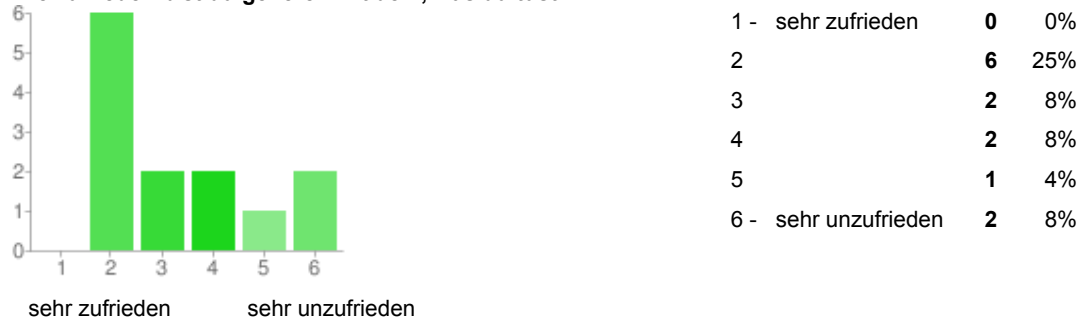 6
5
4
3
2
1
0
1 2 3 4 5 6
sehr zufrieden sehr unzufrieden
1 - sehr zufrieden 0 0%
2 6 25%
3 2 8%
4 2 8%
5 1 4%
6 - sehr unzufrieden 2 8%